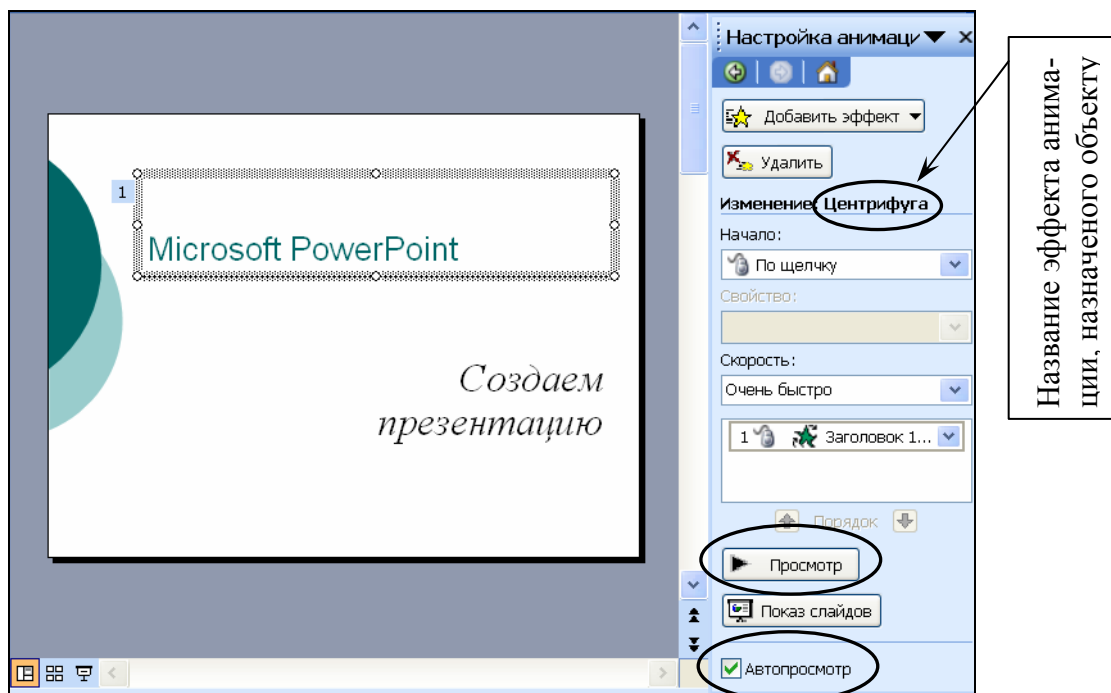 Настройка анимаци
Добавить эффект
Удалить
Изменение: Центрифуга
Начало:
По щелчку
Свойство:
Скорость:
Очень быстро
1 Заголовок 1...
Порядок
Просмотр
Показ слайдов
Автопросмотр
1
Microsoft PowerPoint
Создаем
презентацию
Название эффекта анима-
ции, назначеного объекту